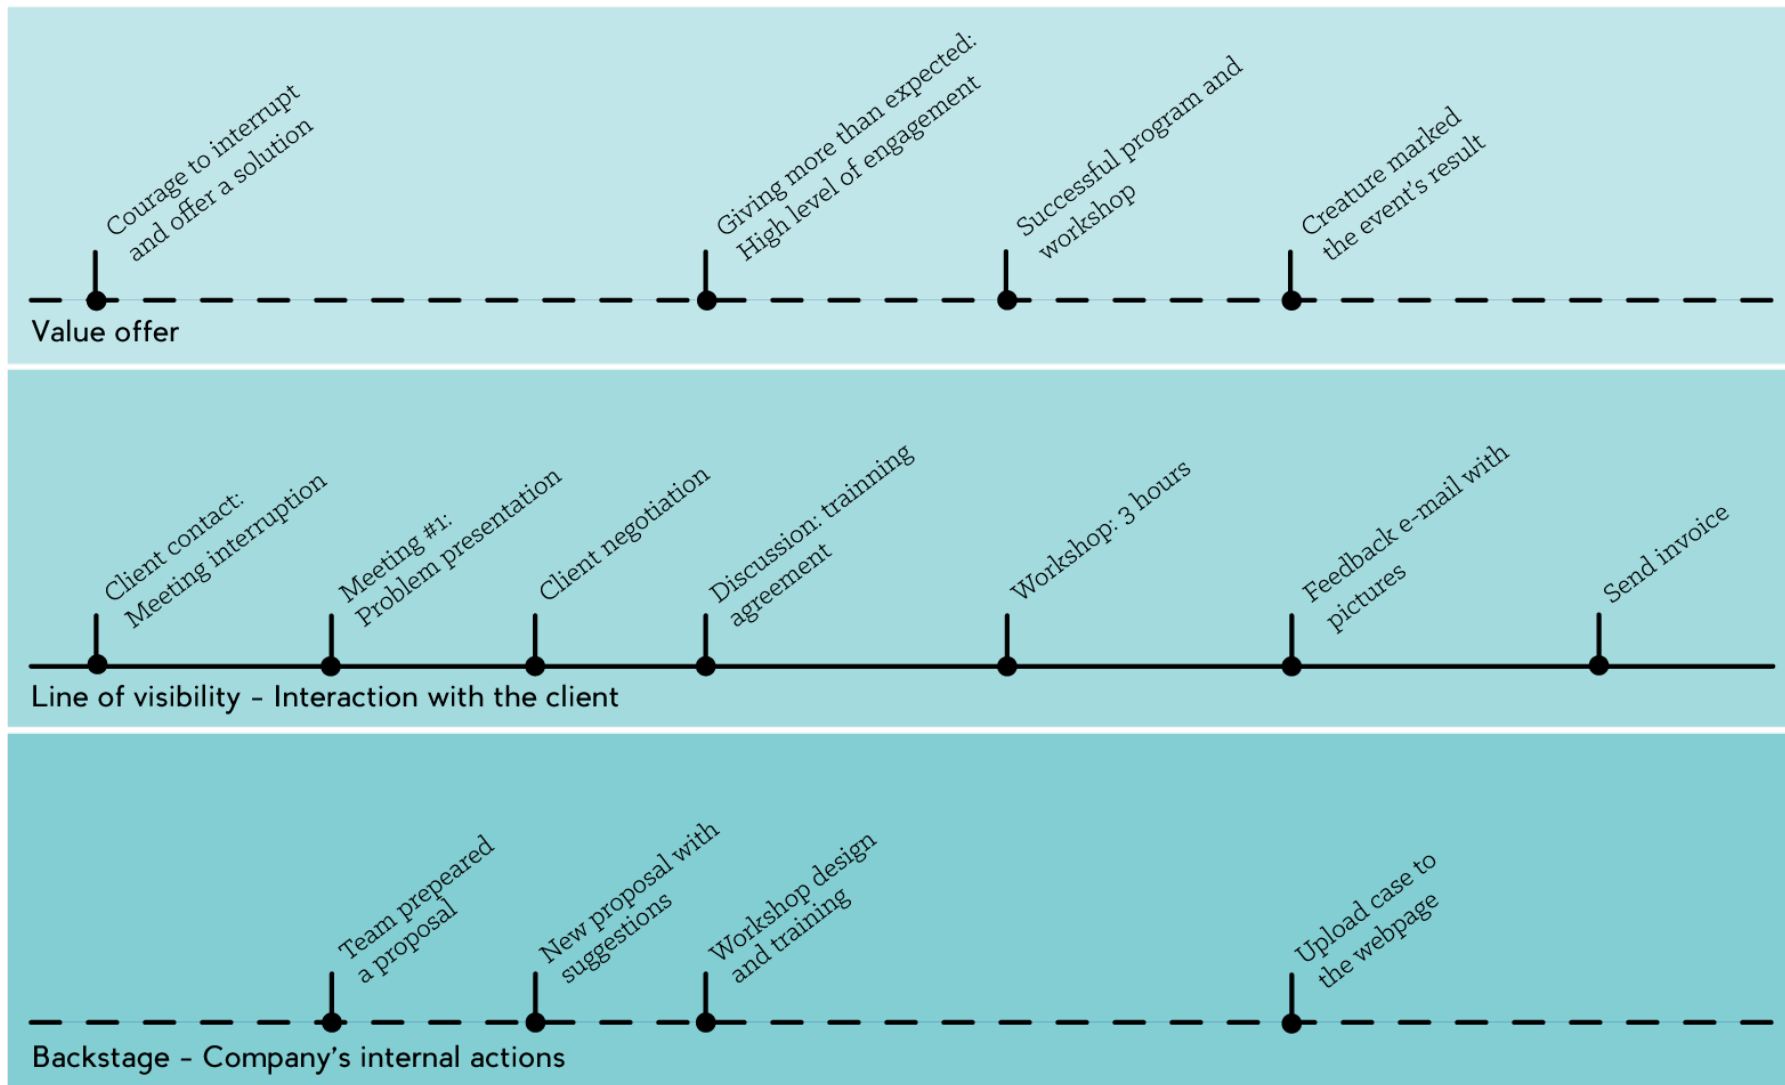 Courage to interrupt
and offer a solution
Giving more than expected:
High level of engagement
Successful program and
workshop
Creature marked
the event's result
Value offer
Client contact:
Meeting interruption
Meeting #1:
Problem presentation
Client negotiation
Discussion: trainning
agreement
Workshop: 3 hours
Feedback e-mail with
pictures
Send invoice
Line of visibility - Interaction with the client
Team prepeared
a proposal
New proposal with
suggestions
Workshop design
and training
Upload case to
the webpage
Backstage - Company's internal actions